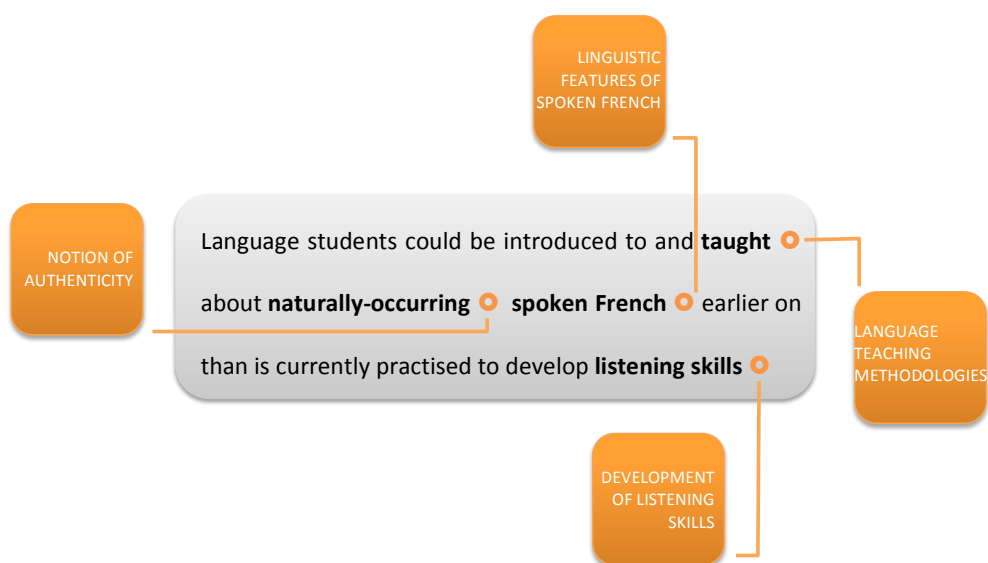 LINGUISTIC
FEATURES OF
SPOKEN FRENCH
NOTION OF
AUTHENTICITY
Language students could be introduced to and taught
about naturally-occurring spoken French earlier on
than is currently practised to develop listening skills
LANGUAGE
TEACHING
METHODOLOGIES
DEVELOPMENT
OF LISTENING
SKILLS